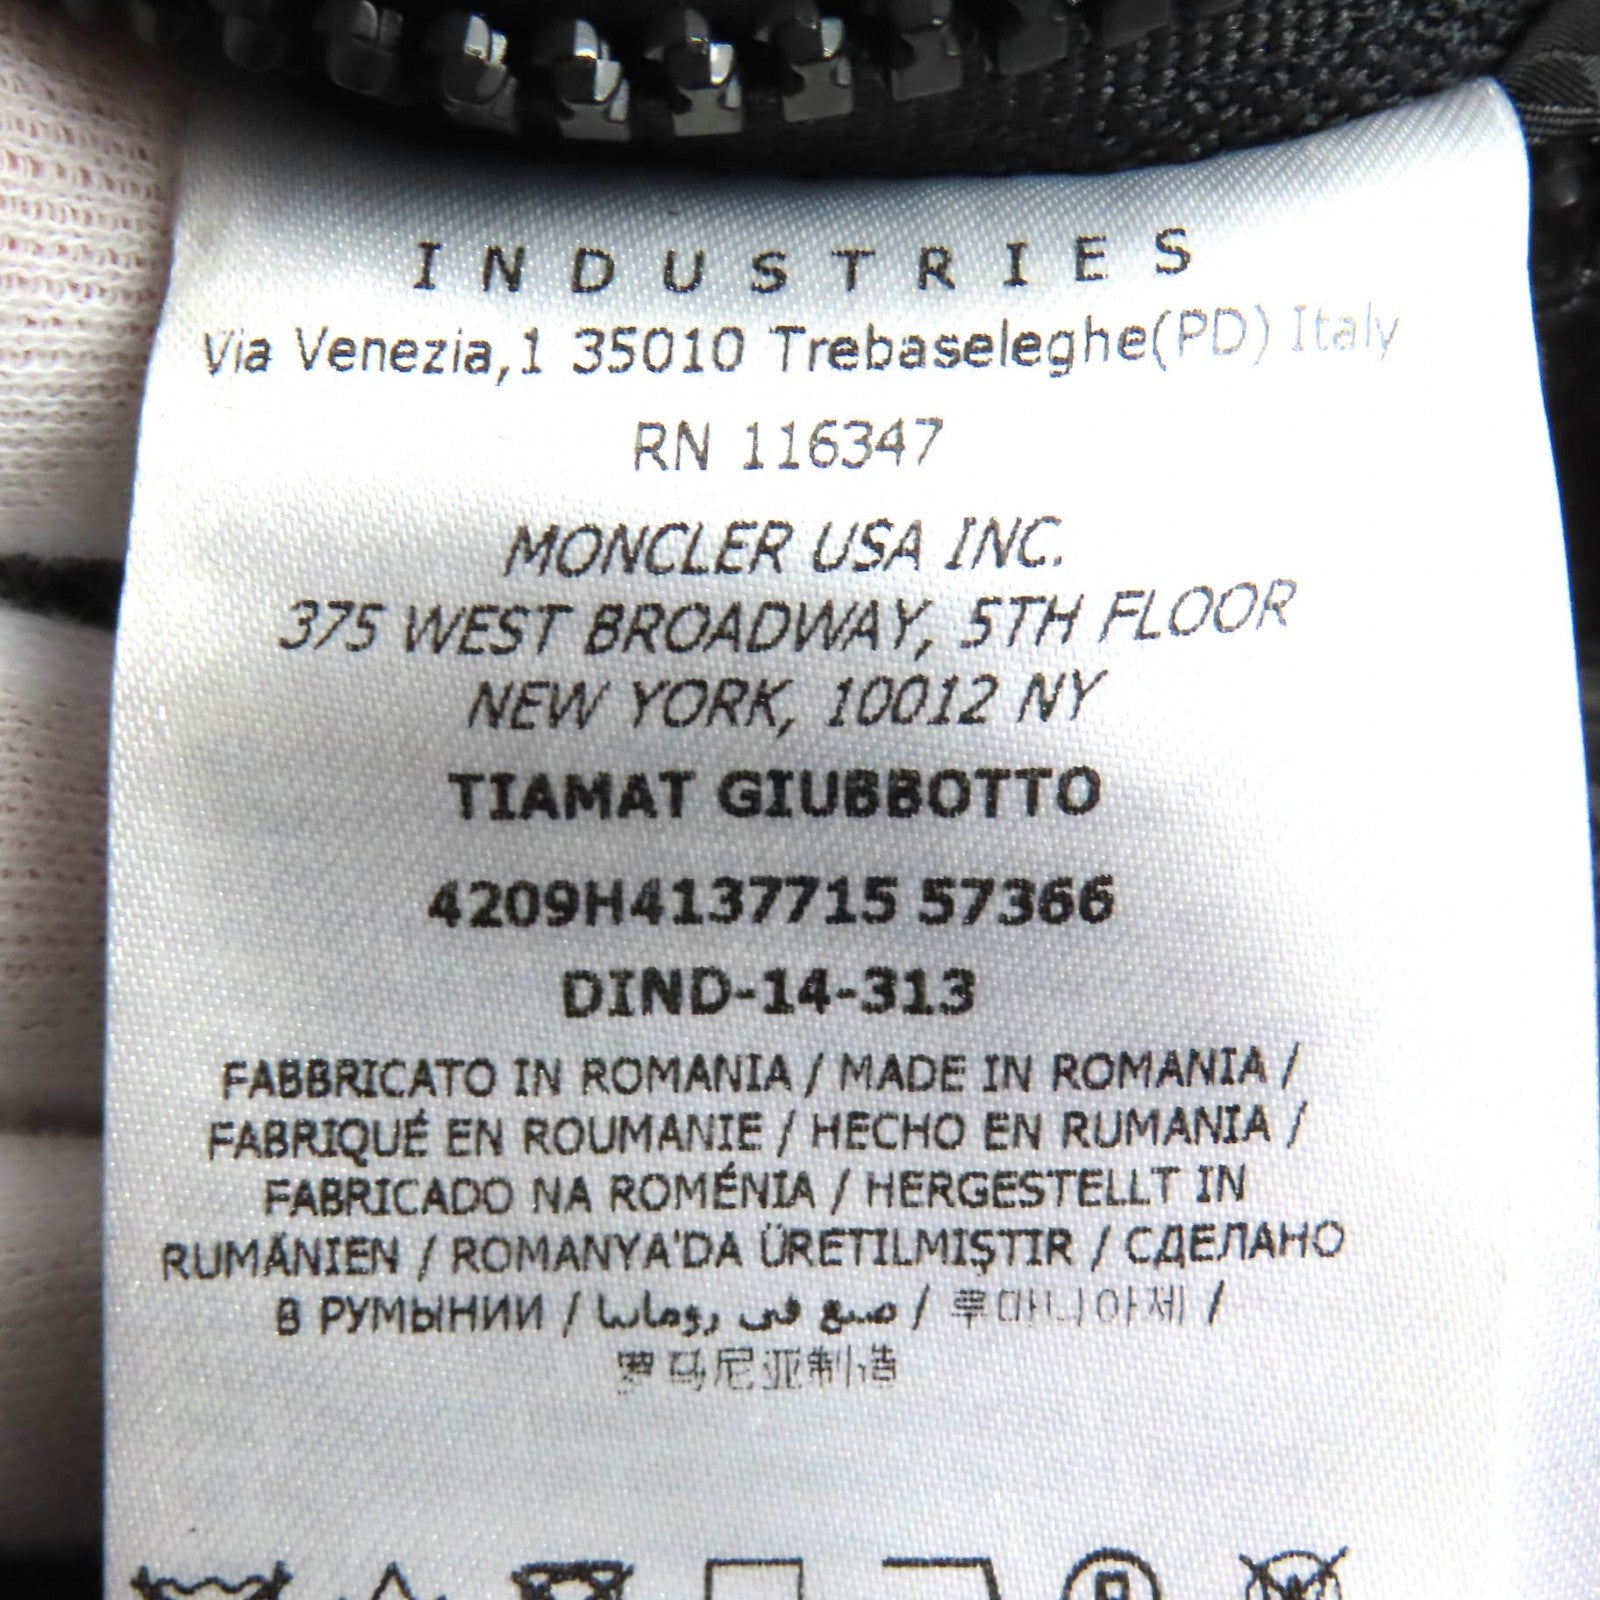 INDUSTRIES
Via Venezia,1 35010 Trebaseleghe(PD) Italy
RN 116347
MONCLER USA INC.
375 WEST BROADWAY, 5TH FLOOR
NEW YORK, 10012 NY
TIAMAT GIUBBOTTO
4209H4137715 57366
DIND-14-313
FABBRICATO IN ROMANIA / MADE IN ROMANIA /
FABRIQUÉ EN ROUMANIE / HECHO EN RUMANIA /
FABRICADO NA ROMÉNIA / HERGESTELLT IN
RUMÄNIEN / ROMANYA'DA ÜRETILMIŞTIR / СДЕЛАНО
В РУМЫНИИ / صنع في رومانيا / 루마니아제 /
罗马尼亚制造